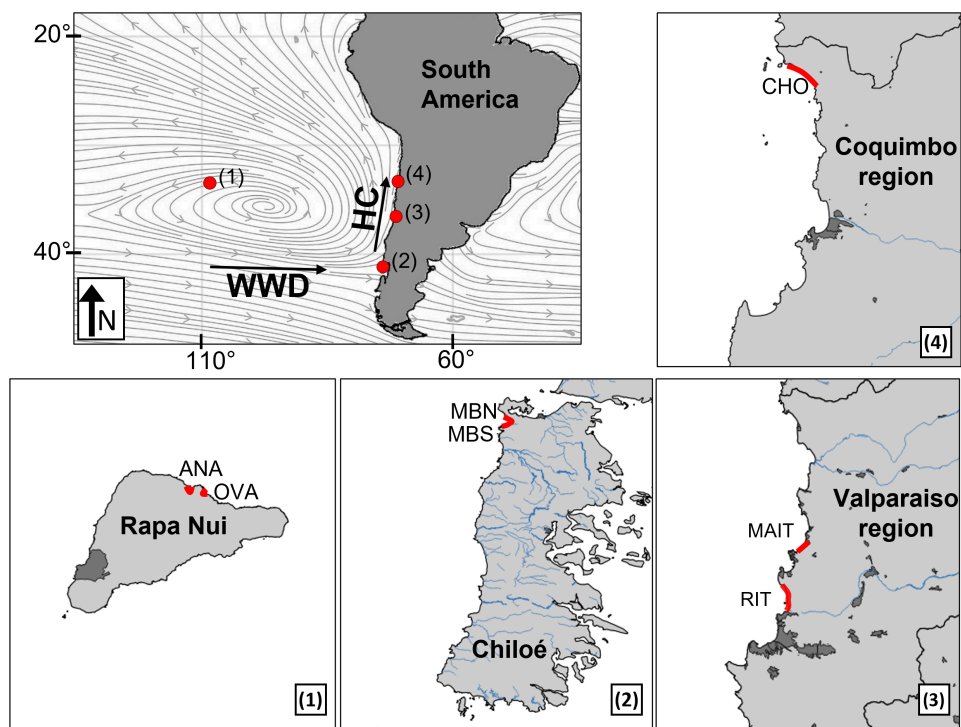 20°
40°
110°
60°
South
America
(1)
(4)
(3)
(2)
HC
WWD
N
CHO
Coquimbo
region
(4)
ANA
OVA
Rapa Nui
(1)
MBN
MBS
Chiloé
(2)
Valparaiso
region
MAIT
RIT
(3)